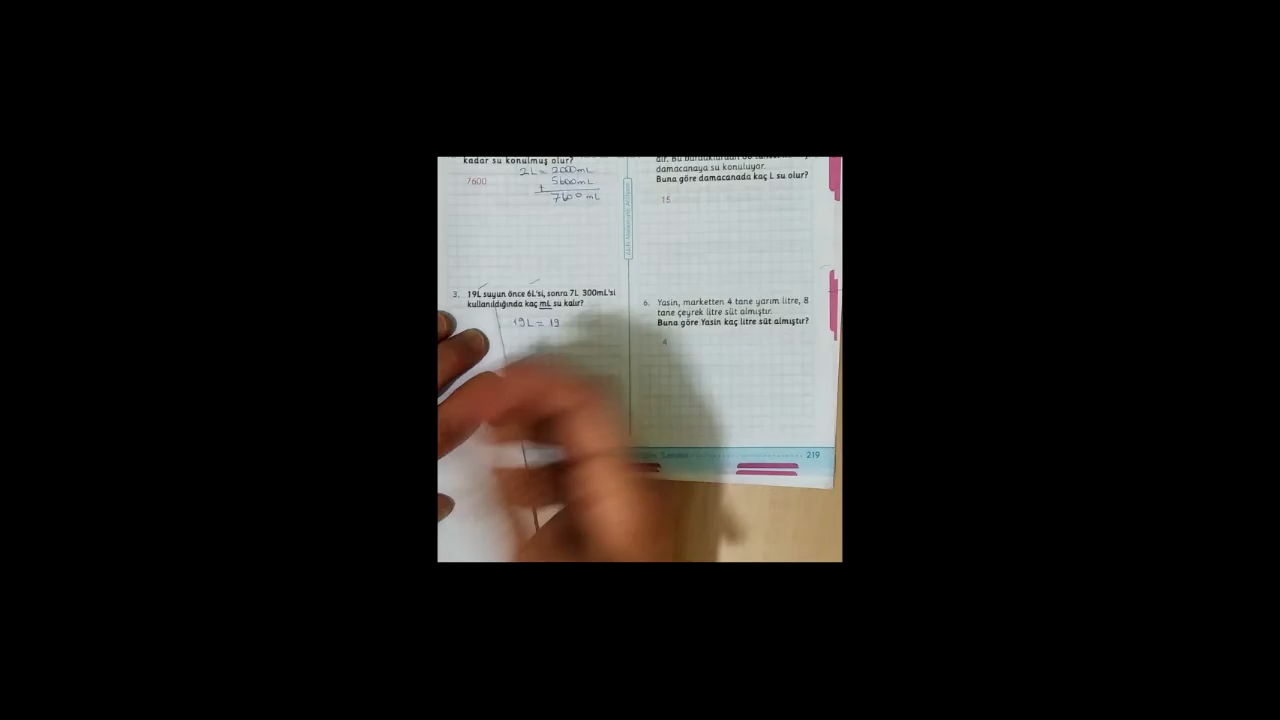 kadar su konulmuş olur?
2L = 2000mL
7600
5600mL
+
7600 mL
3. 19L suyun önce 6L'si, sonra 7L 300mL'si
kullanıldığında kaç mL su kalır?
19L = 19
damacanaya su konuluyor.
Buna göre damacanada kaç L su olur?
15
6. Yasin, marketten 4 tane yarım litre, 8
tane çeyrek litre süt almıştır.
Buna göre Yasin kaç litre süt almıştır?
4
219